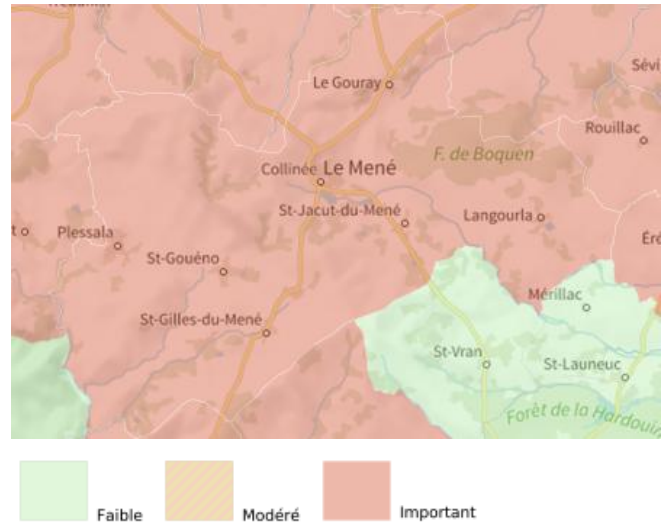 Le Gouray
Sévi
Rouillac
F. de Boquen
Collinée
Le Mené
St-Jacut-du-Mené
Langourla
Plessala
t
Éré
St-Gouéno
Mérillac
St-Gilles-du-Mené
St-Vran
St-Launeuc
Forêt de la Hardouin
Faible
Modéré
Important